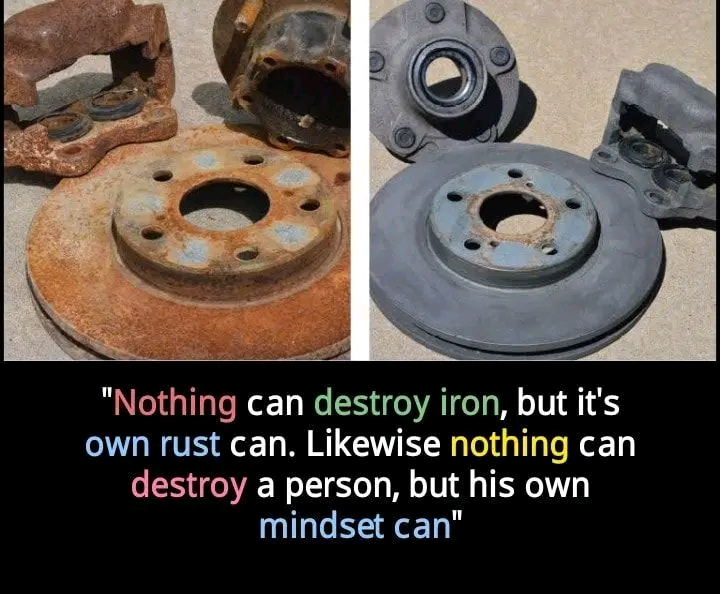 "Nothing can destroy iron, but it's
own rust can. Likewise nothing can
destroy a person, but his own
mindset can"